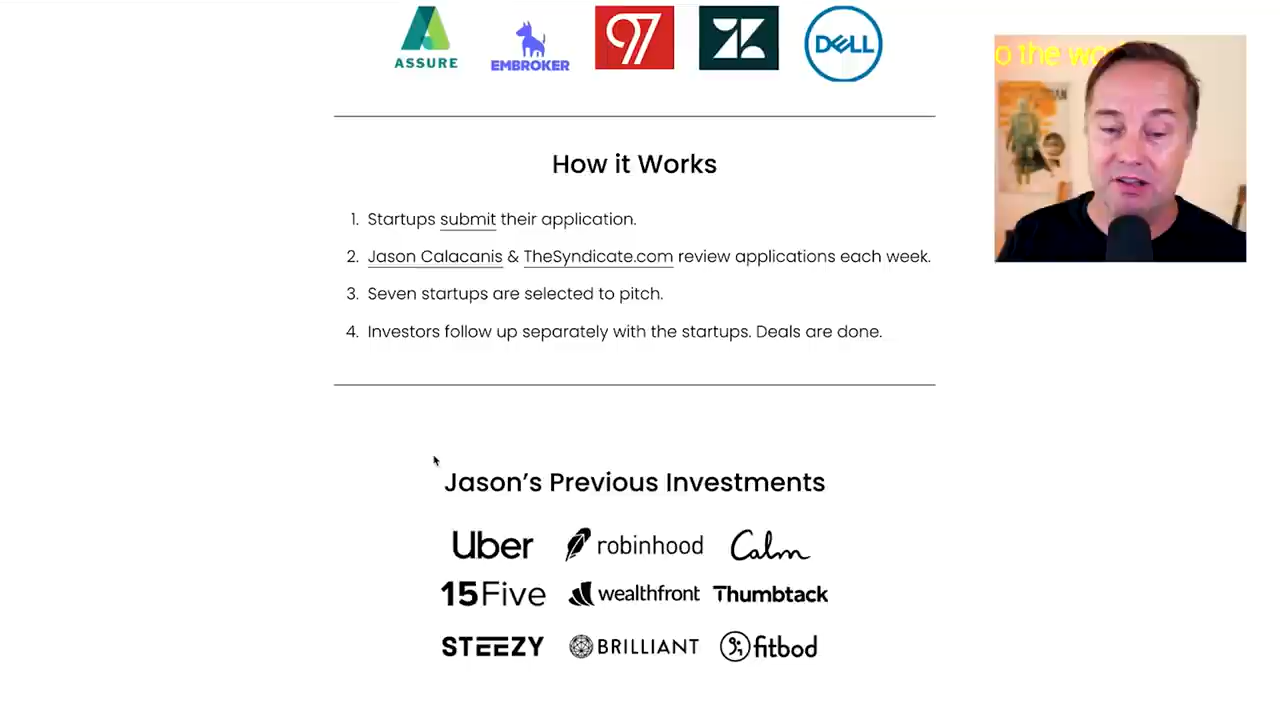 ASSURE
EMBROKER
97
DELL
o the wo
How it Works
1. Startups submit their application.
2. Jason Calacanis & TheSyndicate.com review applications each week.
3. Seven startups are selected to pitch.
4. Investors follow up separately with the startups. Deals are done.
Jason's Previous Investments
Uber robinhood Calm
15Five wealthfront Thumbtack
STEEZY BRILLIANT fitbod